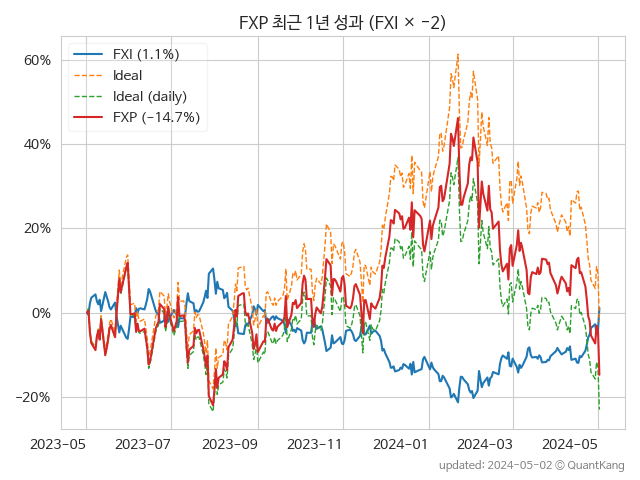 FXP 최근 1년 성과 (FXI × −2)
FXI (1.1%)
Ideal
Ideal (daily)
FXP (−14.7%)
60%
40%
20%
0%
−20%
2023-05 2023-07 2023-09 2023-11 2024-01 2024-03 2024-05
updated: 2024-05-02 © QuantKang